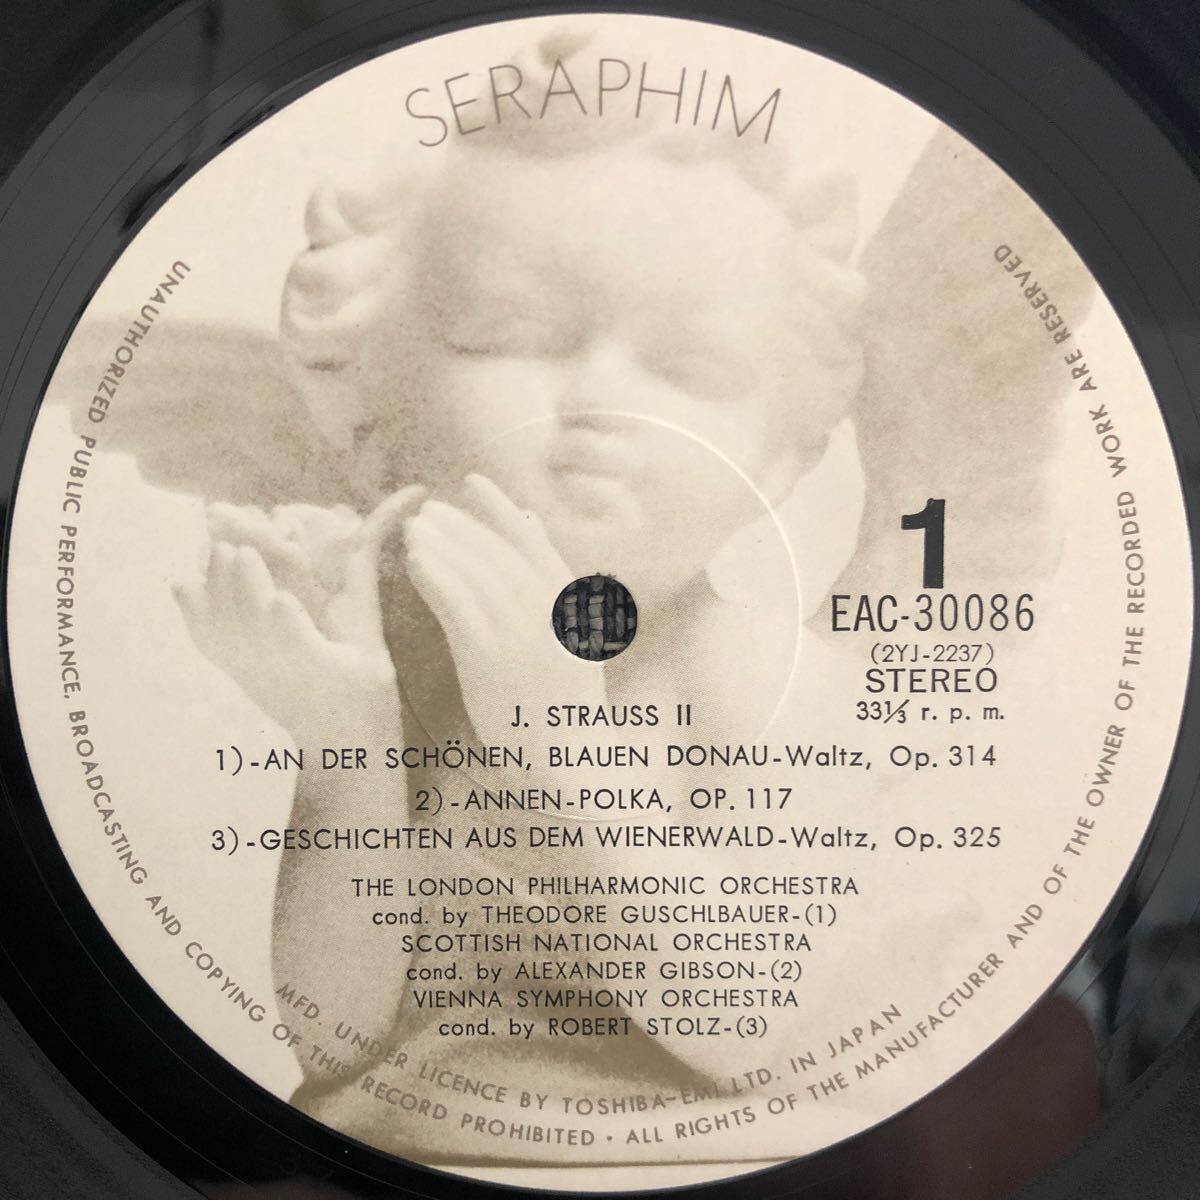 SERAPHIM
1
EAC-30086
(2YJ-2237)
STEREO
33⅓ r. p. m.
J. STRAUSS II
1)-AN DER SCHÖNEN, BLAUEN DONAU-Waltz, Op. 314
2)-ANNEN-POLKA, OP. 117
3)-GESCHICHTEN AUS DEM WIENERWALD-Waltz, Op. 325
THE LONDON PHILHARMONIC ORCHESTRA
cond. by THEODORE GUSCHLBAUER-(1)
SCOTTISH NATIONAL ORCHESTRA
cond. by ALEXANDER GIBSON-(2)
VIENNA SYMPHONY ORCHESTRA
cond. by ROBERT STOLZ-(3)
MFD. UNDER LICENCE BY TOSHIBA-EMI LTD. IN JAPAN
UNAUTHORIZED PUBLIC PERFORMANCE, BROADCASTING AND COPYING OF THIS RECORD PROHIBITED • ALL RIGHTS OF THE MANUFACTURER AND OF THE OWNER OF THE RECORDED WORK ARE RESERVED